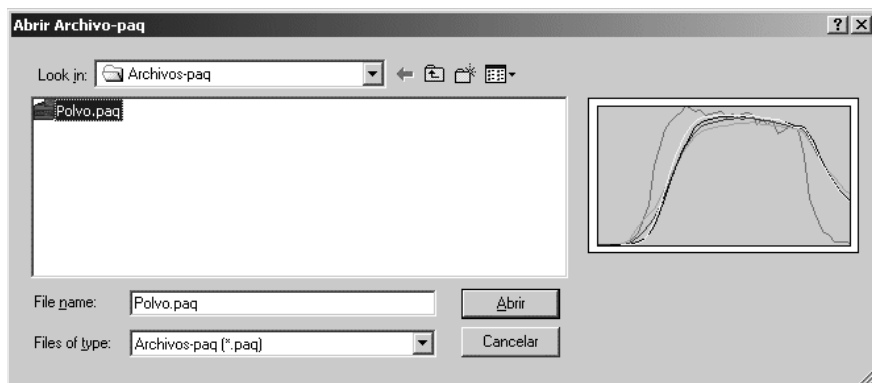 Abrir Archivo-paq
Look in: Archivos-paq
Polvo.paq
File name: Polvo.paq Abrir
Files of type: Archivos-paq (*.paq) Cancelar